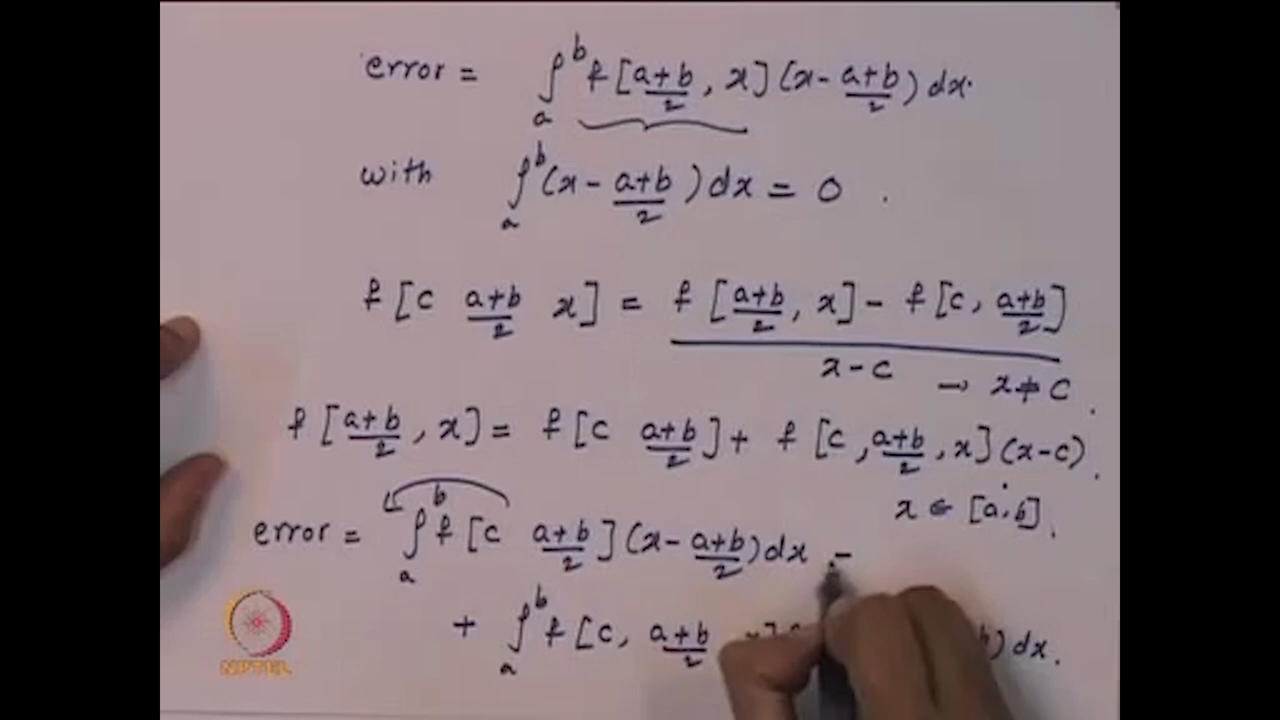 error = ∫_a^b f[(a+b)/2, x](x - (a+b)/2) dx.
with ∫_a^b (x - (a+b)/2) dx = 0.
f[c (a+b)/2 x] = (f[(a+b)/2, x] - f[c, (a+b)/2]) / (x - c) → x ≠ c.
f[(a+b)/2, x] = f[c (a+b)/2] + f[c, (a+b)/2, x](x - c).
x ∈ [a, b].
error = ∫_a^b f[c (a+b)/2](x - (a+b)/2) dx
+ ∫_a^b f[c, (a+b)/2 b) dx.
NPTEL